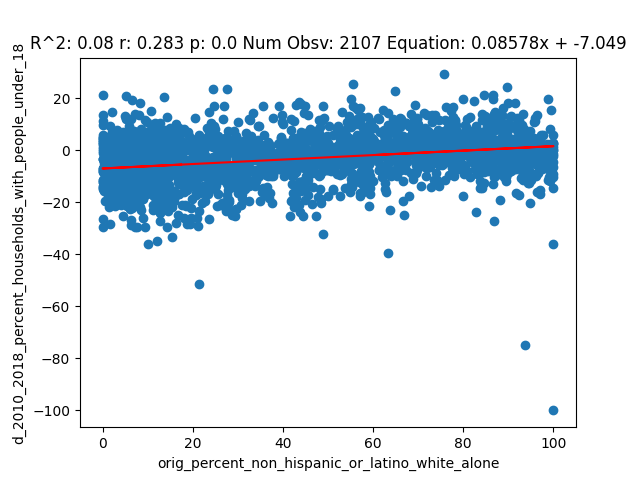 R^2: 0.08 r: 0.283 p: 0.0 Num Obsv: 2107 Equation: 0.08578x + -7.049
d_2010_2018_percent_households_with_people_under_18
20
0
−20
−40
−60
−80
−100
0 20 40 60 80 100
orig_percent_non_hispanic_or_latino_white_alone